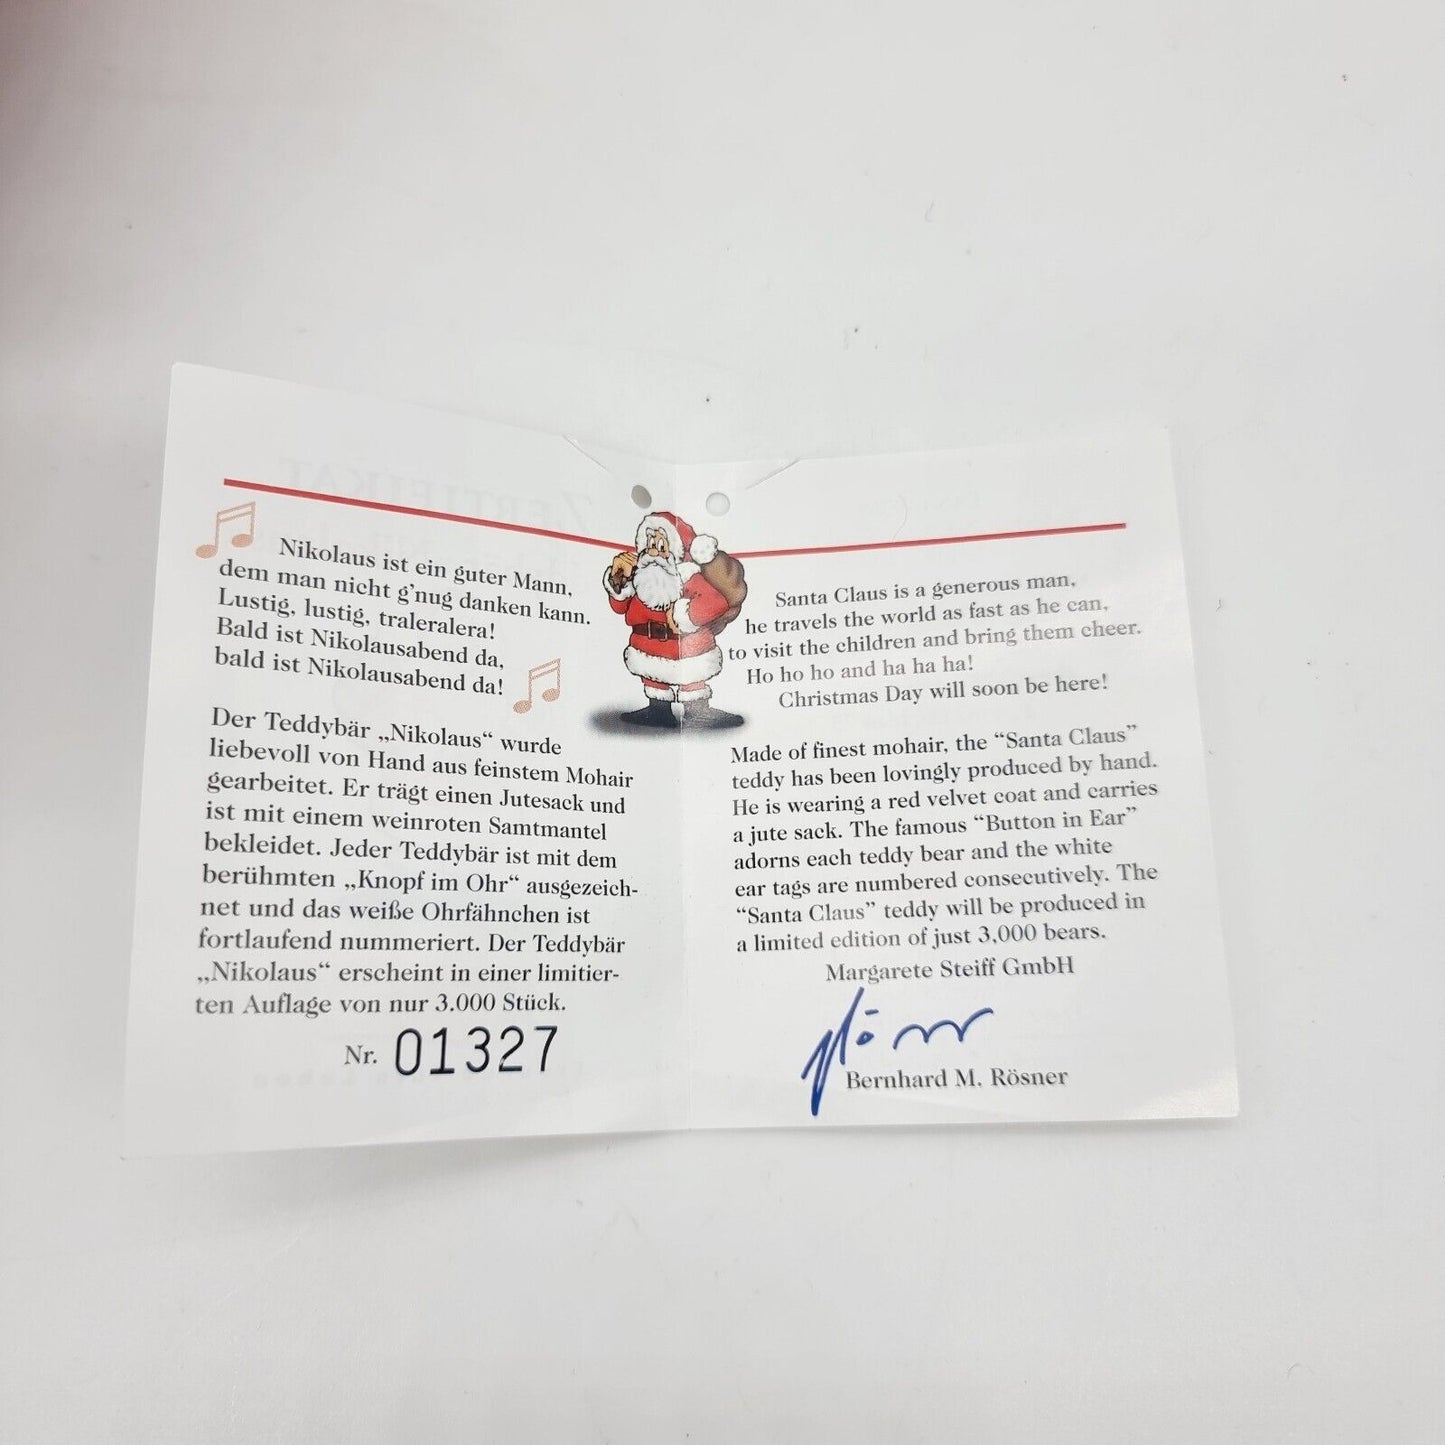 Nikolaus ist ein guter Mann,
dem man nicht g'nug danken kann.
Lustig, lustig, traleralera!
Bald ist Nikolausabend da,
bald ist Nikolausabend da!
Der Teddybär „Nikolaus“ wurde
liebevoll von Hand aus feinstem Mohair
gearbeitet. Er trägt einen Jutesack und
ist mit einem weinroten Samtmantel
bekleidet. Jeder Teddybär ist mit dem
berühmten „Knopf im Ohr“ ausgezeich-
net und das weiße Ohrfähnchen ist
fortlaufend nummeriert. Der Teddybär
„Nikolaus“ erscheint in einer limitier-
ten Auflage von nur 3.000 Stück.
Nr. 01327
Santa Claus is a generous man,
he travels the world as fast as he can,
to visit the children and bring them cheer.
Ho ho ho and ha ha ha!
Christmas Day will soon be here!
Made of finest mohair, the “Santa Claus”
teddy has been lovingly produced by hand.
He is wearing a red velvet coat and carries
a jute sack. The famous “Button in Ear”
adorns each teddy bear and the white
ear tags are numbered consecutively. The
“Santa Claus” teddy will be produced in
a limited edition of just 3,000 bears.
Margarete Steiff GmbH
Bernhard M. Rösner